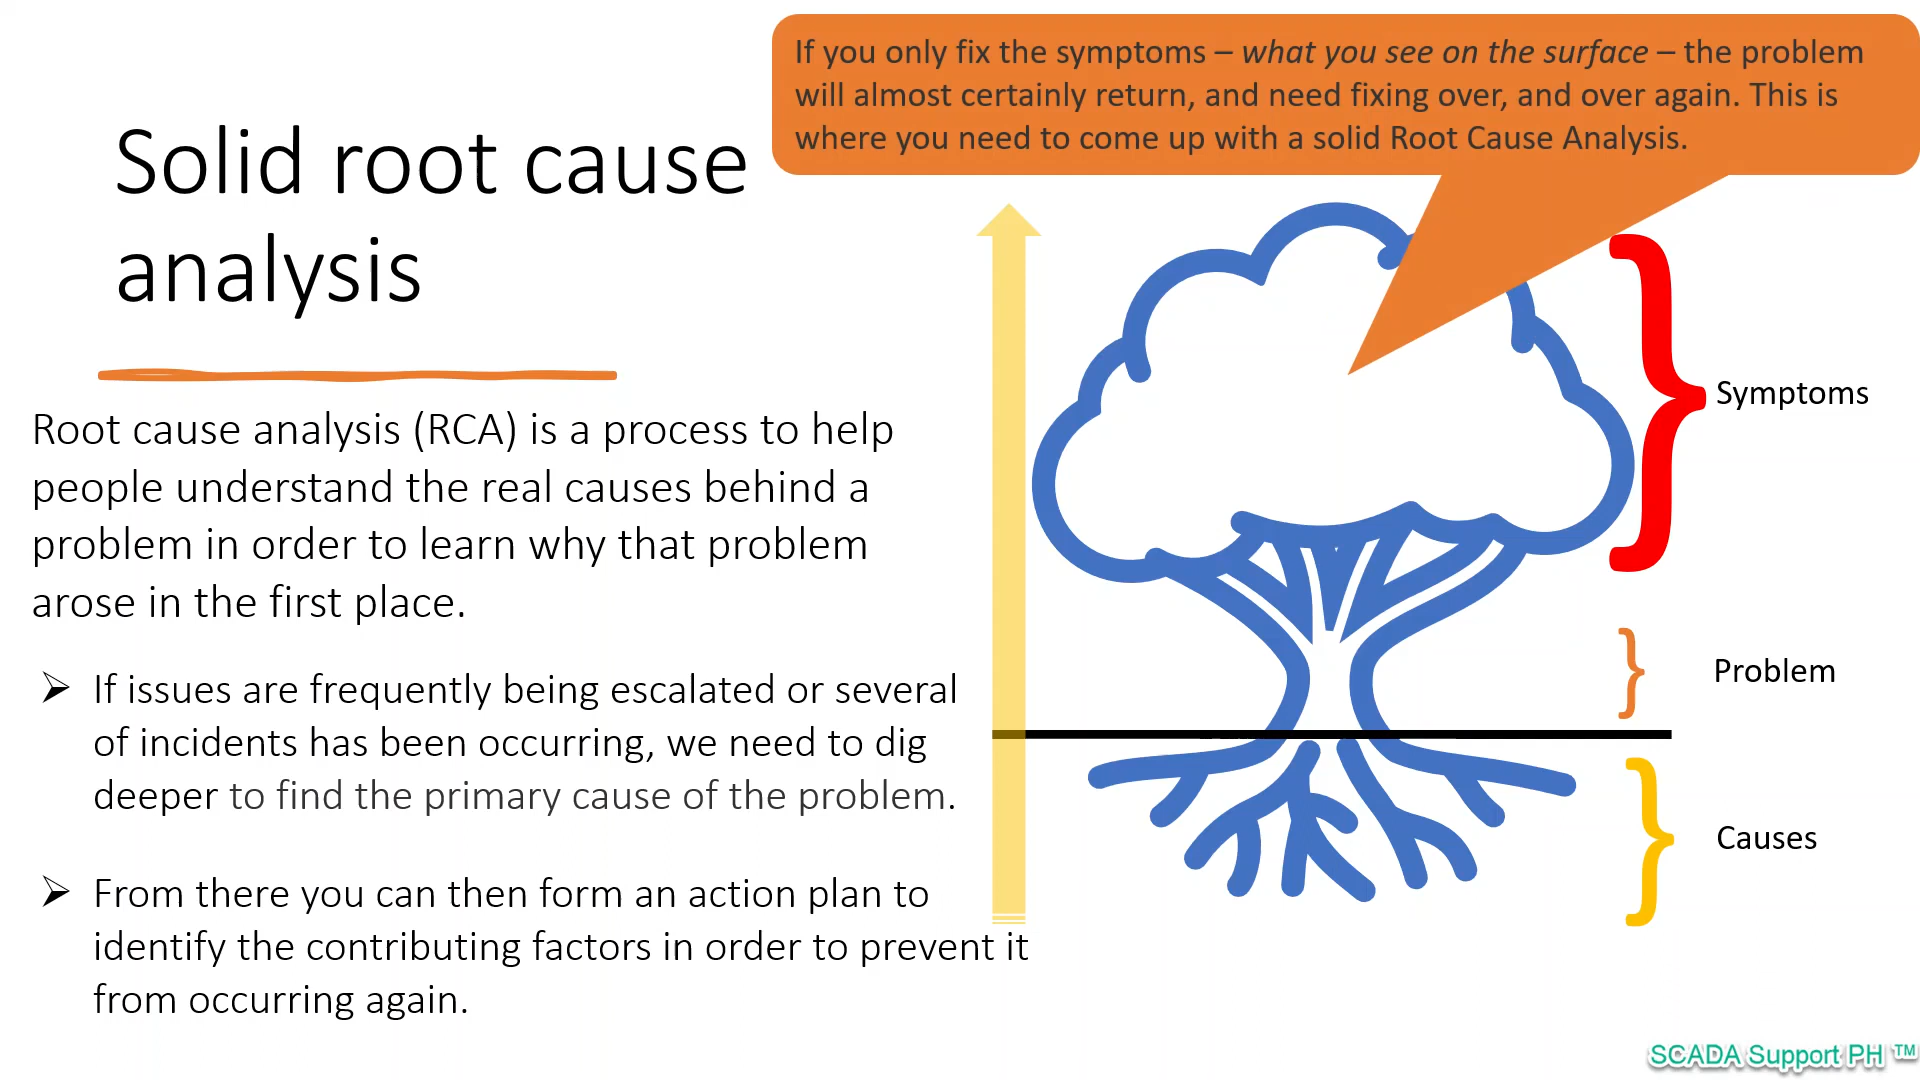 If you only fix the symptoms – what you see on the surface – the problem
will almost certainly return, and need fixing over, and over again. This is
where you need to come up with a solid Root Cause Analysis.
Solid root cause
analysis
Root cause analysis (RCA) is a process to help
people understand the real causes behind a
problem in order to learn why that problem
arose in the first place.
If issues are frequently being escalated or several
of incidents has been occurring, we need to dig
deeper to find the primary cause of the problem.
From there you can then form an action plan to
identify the contributing factors in order to prevent it
from occurring again.
Symptoms
Problem
Causes
SCADA Support PH ™